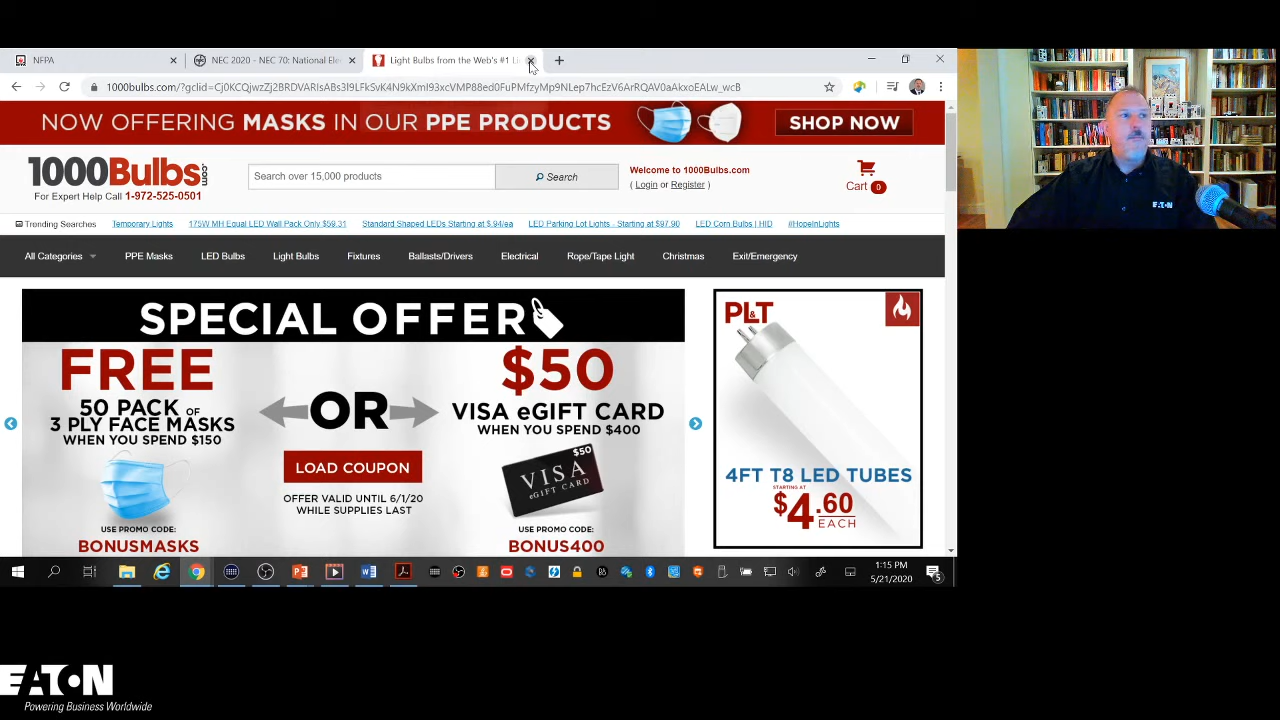 NFPA
NEC 2020 - NEC 70: National Ele
Light Bulbs from the Web's #1 Li
NOW OFFERING MASKS IN OUR PPE PRODUCTS
SHOP NOW
1000Bulbs.com
For Expert Help Call 1-972-525-0501
Search over 15,000 products
Search
Welcome to 1000Bulbs.com
( Login or Register )
Cart 0
Trending Searches Temporary Lights 175W MH Equal LED Wall Pack Only $59.31 Standard Shaped LEDs Starting at $.94/ea LED Parking Lot Lights - Starting at $97.90 LED Corn Bulbs | HID #HopeInLights
All Categories PPE Masks LED Bulbs Light Bulbs Fixtures Ballasts/Drivers Electrical Rope/Tape Light Christmas Exit/Emergency
SPECIAL OFFER
FREE
50 PACK OF
3 PLY FACE MASKS
WHEN YOU SPEND $150
USE PROMO CODE:
BONUSMASKS
OR
LOAD COUPON
OFFER VALID UNTIL 6/1/20
WHILE SUPPLIES LAST
$50
VISA eGIFT CARD
WHEN YOU SPEND $400
$50
VISA
eGIFT CARD
USE PROMO CODE:
BONUS400
PL&T
4FT T8 LED TUBES
STARTING AT
$4.60
EACH
1:15 PM
5/21/2020
5
EATON
EATON
Powering Business Worldwide